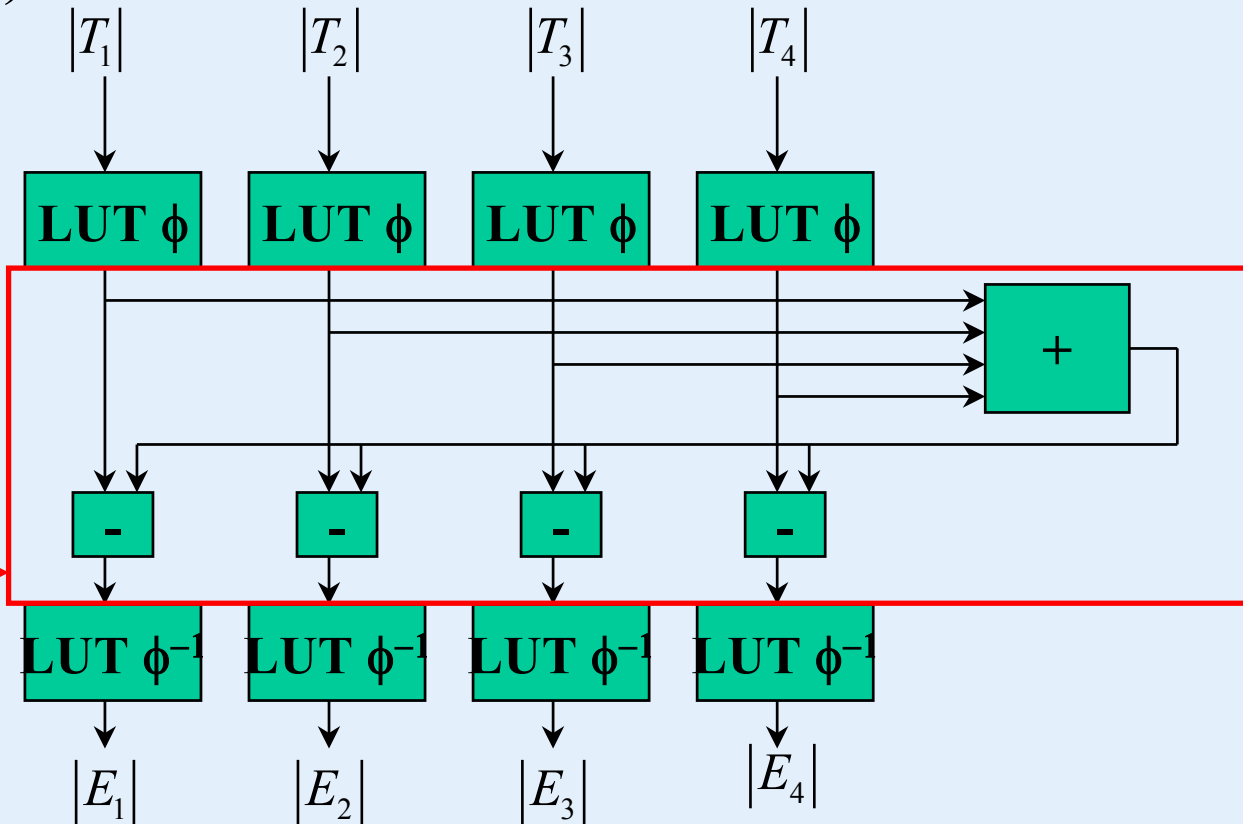 |T₁| |T₂| |T₃| |T₄|
LUT ϕ LUT ϕ LUT ϕ LUT ϕ
+
- - - -
LUT ϕ⁻¹ LUT ϕ⁻¹ LUT ϕ⁻¹ LUT ϕ⁻¹
|E₁| |E₂| |E₃| |E₄|